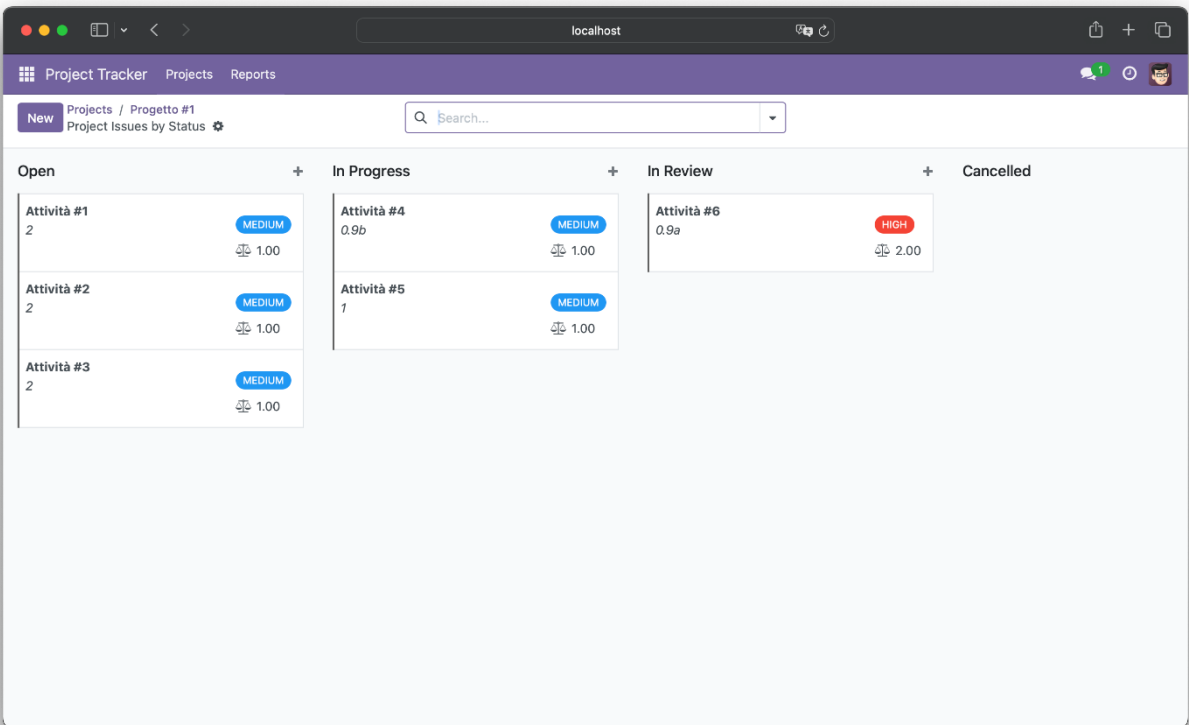 localhost
Project Tracker Projects Reports
1
New
Projects / Progetto #1
Project Issues by Status
Search...
Open +
Attività #1
2
MEDIUM
1.00
Attività #2
2
MEDIUM
1.00
Attività #3
2
MEDIUM
1.00
In Progress +
Attività #4
0.9b
MEDIUM
1.00
Attività #5
1
MEDIUM
1.00
In Review +
Attività #6
0.9a
HIGH
2.00
Cancelled